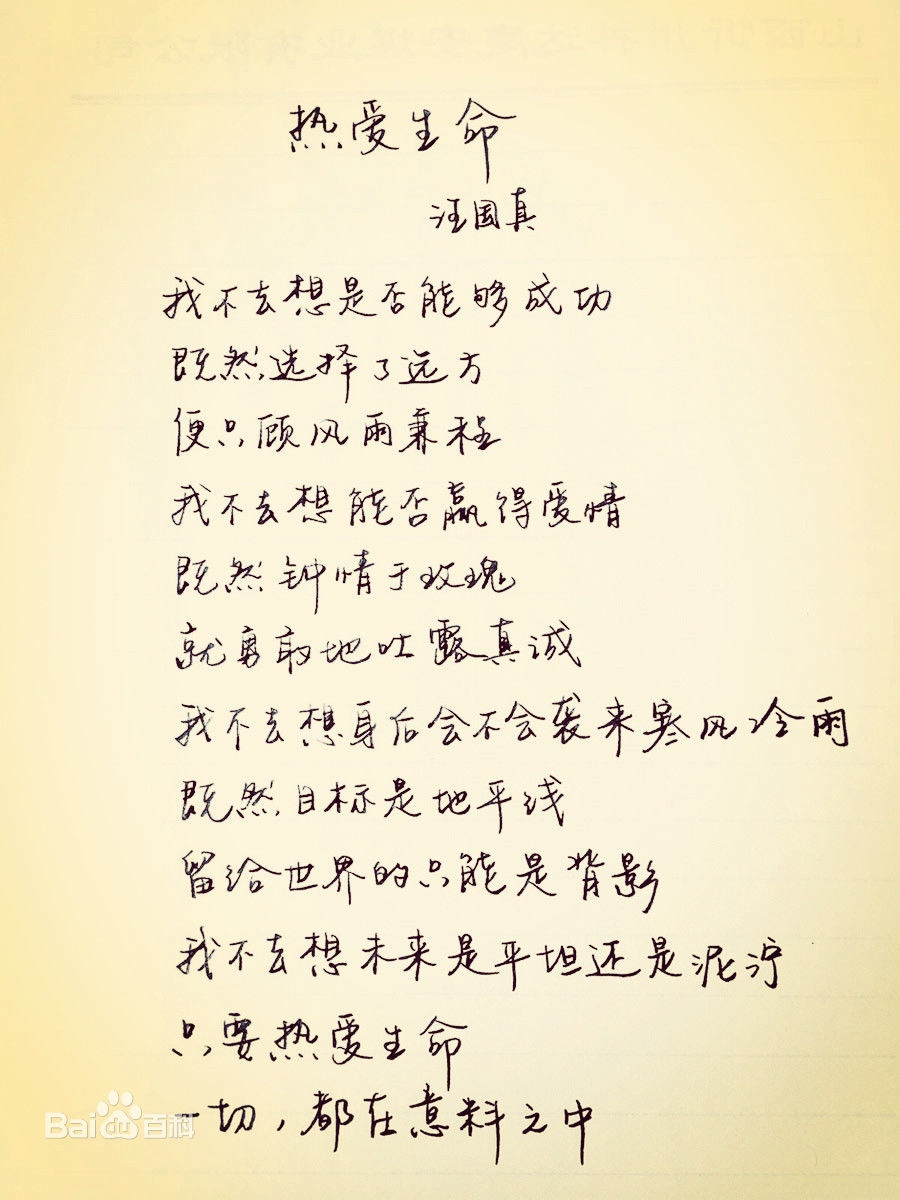 热爱生命
汪国真
我不去想是否能够成功
既然选择了远方
便只顾风雨兼程
我不去想能否赢得爱情
既然钟情于玫瑰
就勇敢地吐露真诚
我不去想身后会不会袭来寒风冷雨
既然目标是地平线
留给世界的只能是背影
我不去想未来是平坦还是泥泞
只要热爱生命
一切，都在意料之中
Bai百科